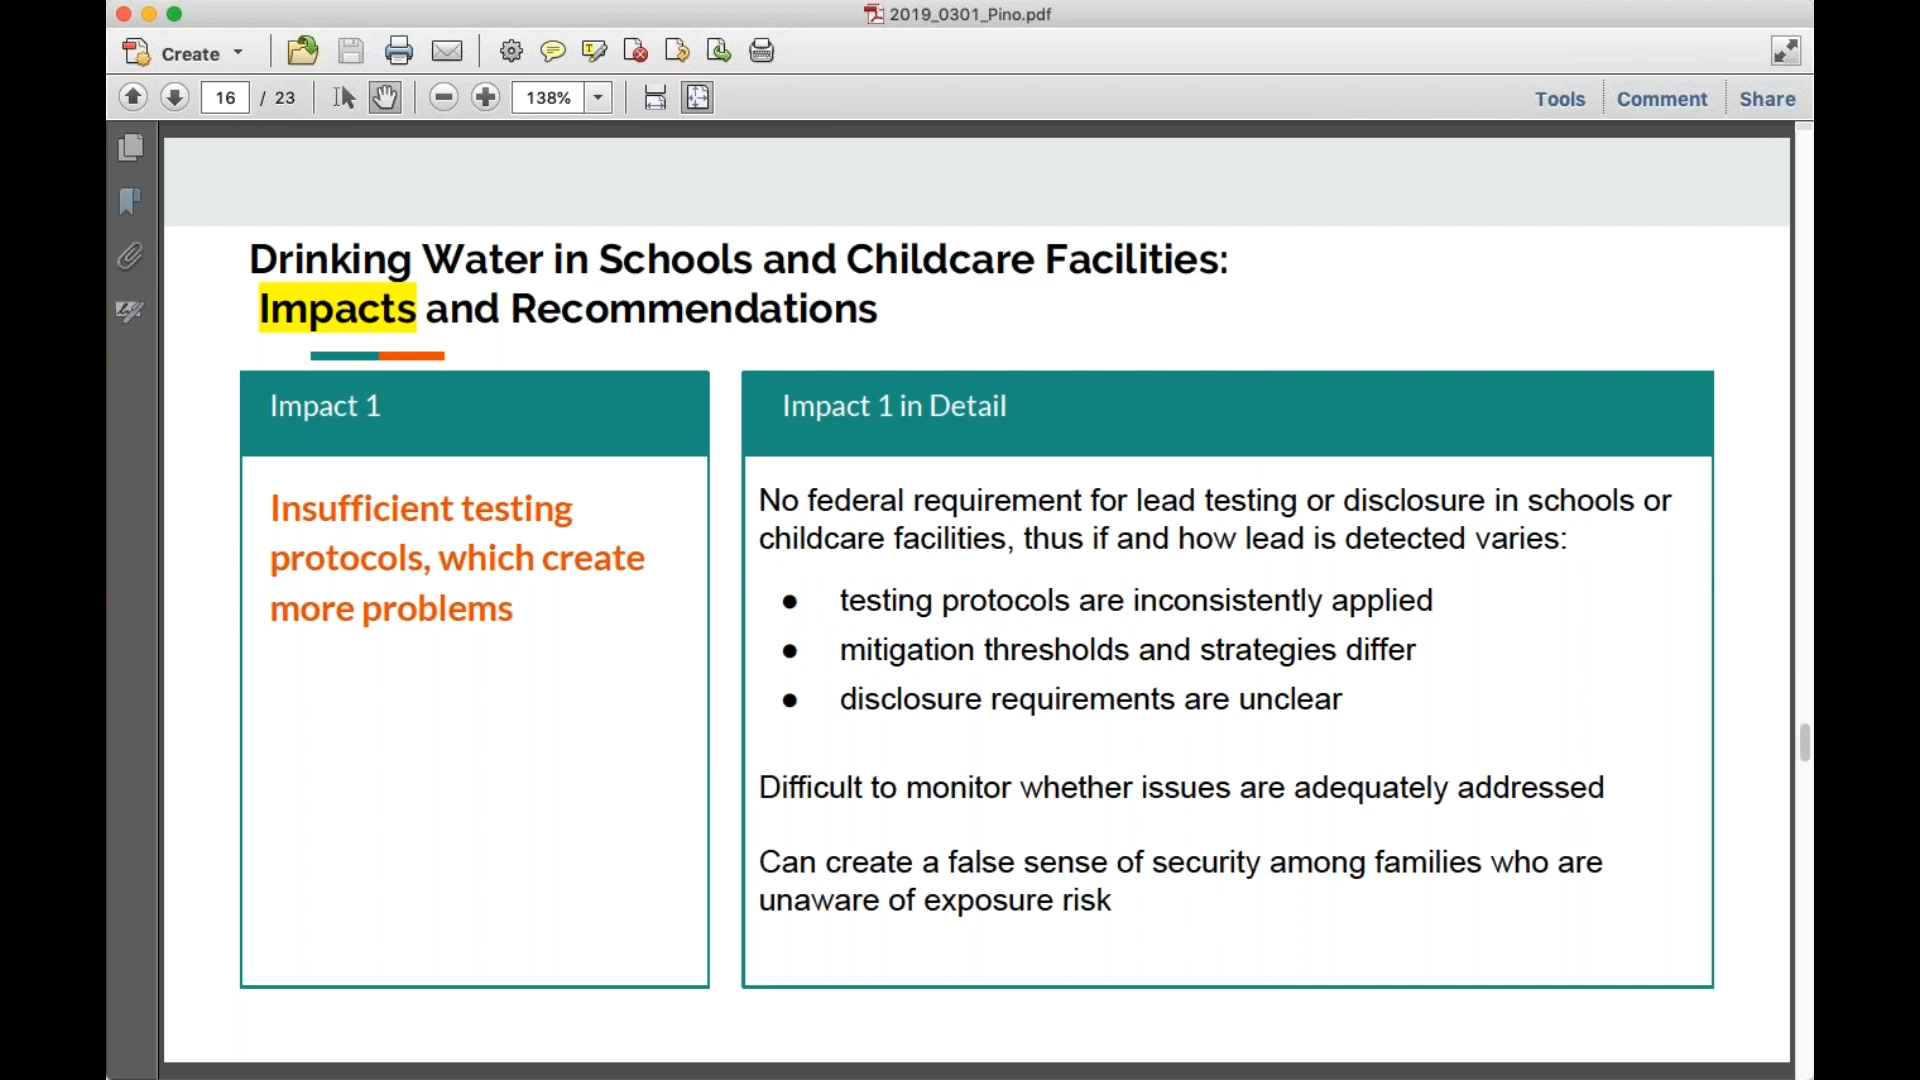 2019_0301_Pino.pdf
Create
16 / 23
138%
Tools
Comment
Share
Drinking Water in Schools and Childcare Facilities:
Impacts and Recommendations
Impact 1
Insufficient testing
protocols, which create
more problems
Impact 1 in Detail
No federal requirement for lead testing or disclosure in schools or
childcare facilities, thus if and how lead is detected varies:
● testing protocols are inconsistently applied
● mitigation thresholds and strategies differ
● disclosure requirements are unclear
Difficult to monitor whether issues are adequately addressed
Can create a false sense of security among families who are
unaware of exposure risk